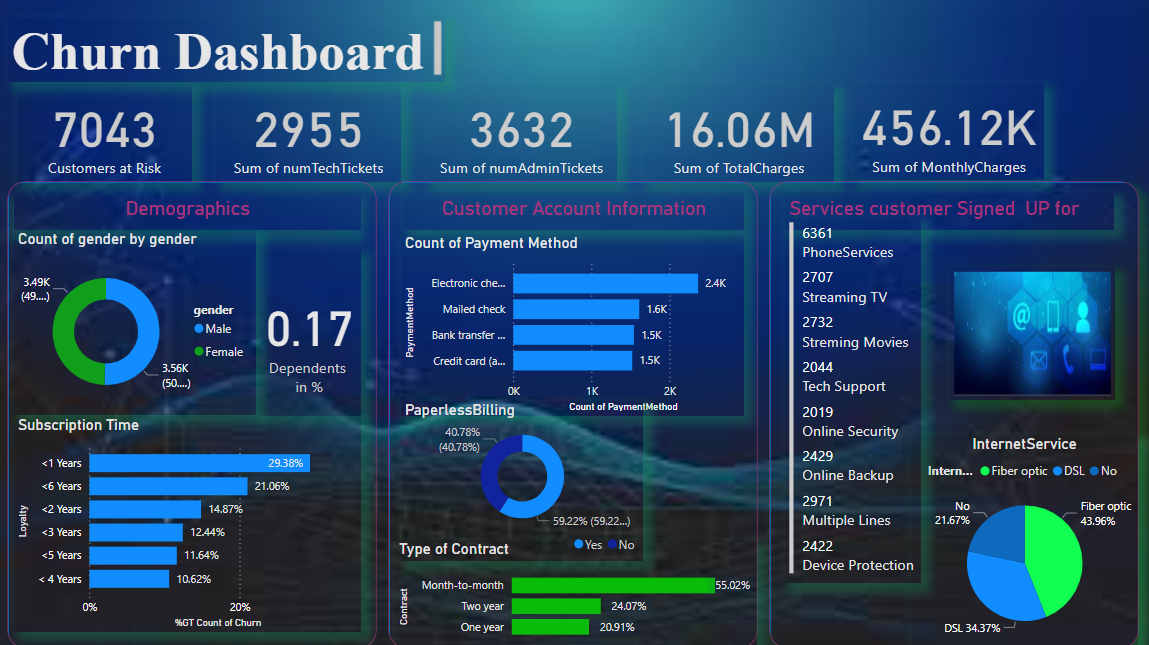 Churn Dashboard
7043
Customers at Risk
2955
Sum of numTechTickets
3632
Sum of numAdminTickets
16.06M
Sum of TotalCharges
456.12K
Sum of MonthlyCharges
Demographics
Count of gender by gender
3.49K
(49....)
3.56K
(50....)
gender
Male
Female
0.17
Dependents
in %
Subscription Time
Loyalty
<1 Years 29.38%
<6 Years 21.06%
<2 Years 14.87%
<3 Years 12.44%
<5 Years 11.64%
< 4 Years 10.62%
0% 20%
%GT Count of Churn
Customer Account Information
Count of Payment Method
PaymentMethod
Electronic che... 2.4K
Mailed check 1.6K
Bank transfer ... 1.5K
Credit card (a... 1.5K
0K 1K 2K
Count of PaymentMethod
PaperlessBilling
40.78%
(40.78%)
59.22% (59.22...)
Yes No
Type of Contract
Contract
Month-to-month 55.02%
Two year 24.07%
One year 20.91%
Services customer Signed UP for
6361
PhoneServices
2707
Streaming TV
2732
Streming Movies
2044
Tech Support
2019
Online Security
2429
Online Backup
2971
Multiple Lines
2422
Device Protection
@
InternetService
Intern... Fiber optic DSL No
No
21.67%
Fiber optic
43.96%
DSL 34.37%